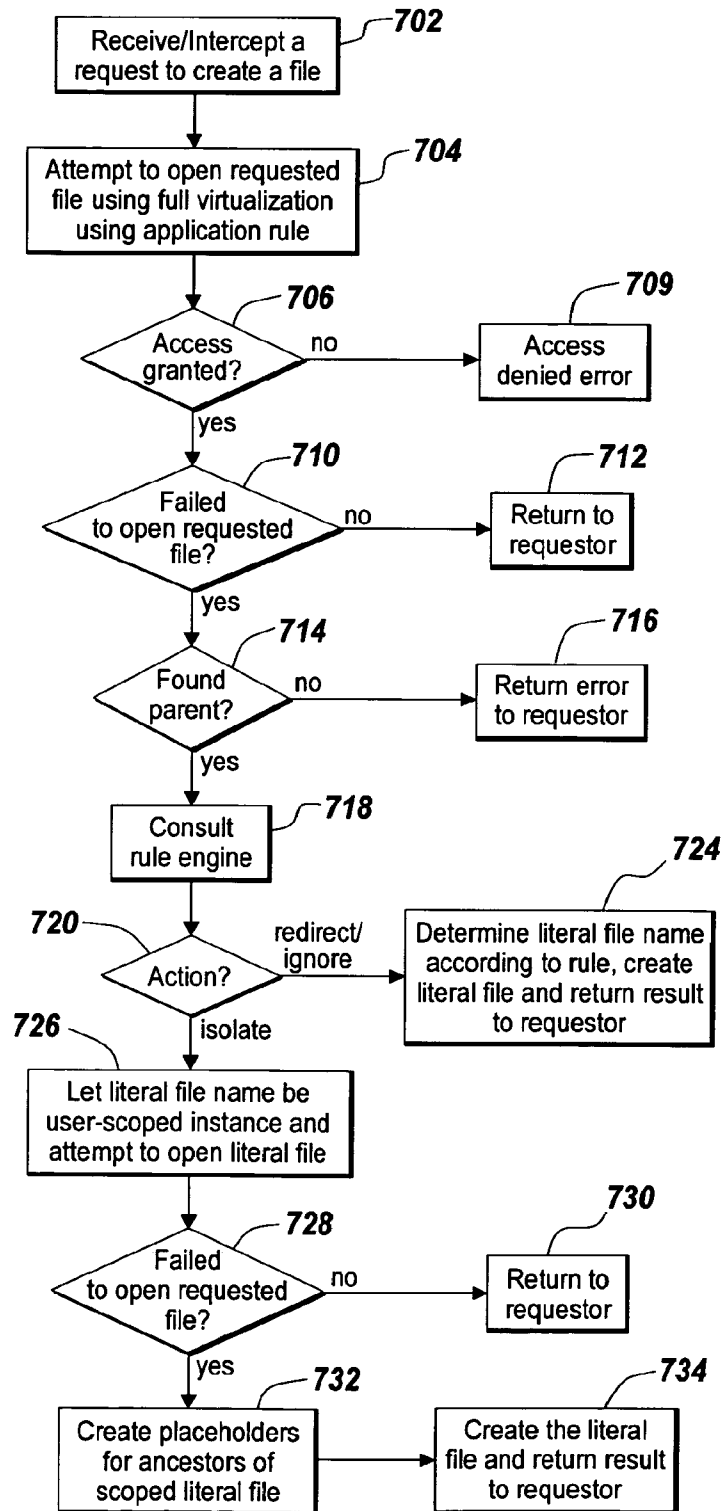 702
Receive/Intercept a
request to create a file
704
Attempt to open requested
file using full virtualization
using application rule
706
Access
granted?
no
709
Access
denied error
yes
710
Failed
to open requested
file?
no
712
Return to
requestor
yes
714
Found
parent?
no
716
Return error
to requestor
yes
718
Consult
rule engine
720
Action?
redirect/
ignore
724
Determine literal file name
according to rule, create
literal file and return result
to requestor
isolate
726
Let literal file name be
user-scoped instance and
attempt to open literal file
728
Failed
to open requested
file?
no
730
Return to
requestor
yes
732
Create placeholders
for ancestors of
scoped literal file
734
Create the literal
file and return result
to requestor